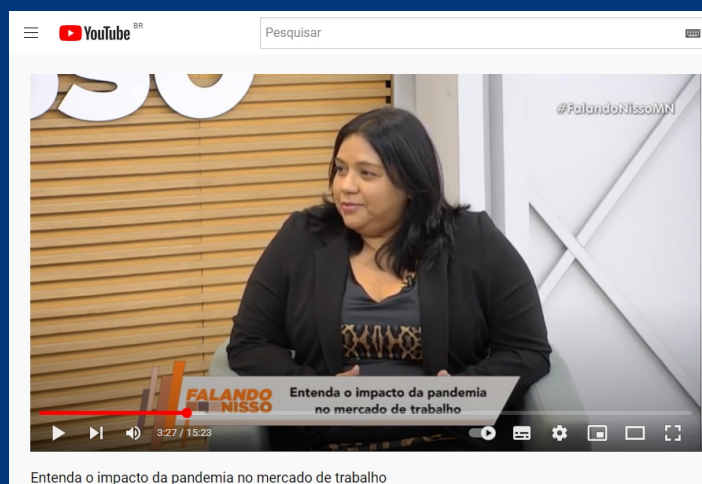 YouTube BR
Pesquisar
#FalandoNissoMN
FALANDO
NISSO
Entenda o impacto da pandemia
no mercado de trabalho
3:27 / 15:23
Entenda o impacto da pandemia no mercado de trabalho